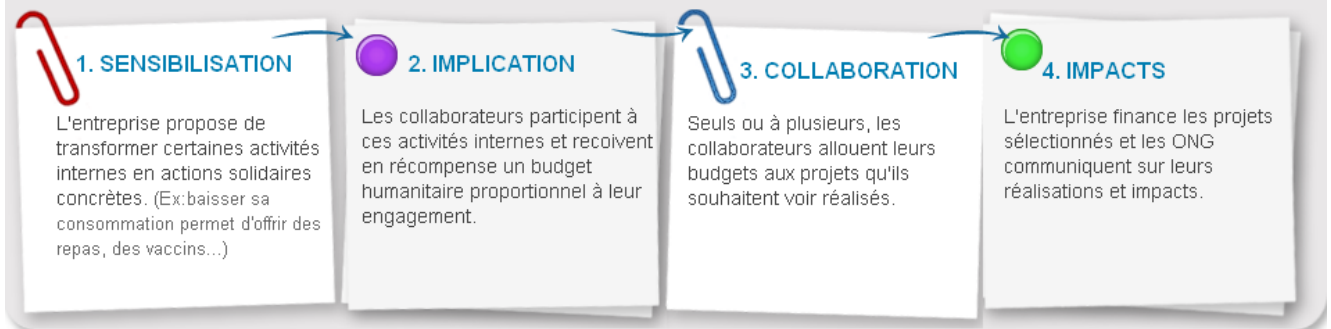 1. SENSIBILISATION
L'entreprise propose de
transformer certaines activités
internes en actions solidaires
concrètes. (Ex:baisser sa
consommation permet d'offrir des
repas, des vaccins...)
2. IMPLICATION
Les collaborateurs participent à
ces activités internes et recoivent
en récompense un budget
humanitaire proportionnel à leur
engagement.
3. COLLABORATION
Seuls ou à plusieurs, les
collaborateurs allouent leurs
budgets aux projets qu'ils
souhaitent voir réalisés.
4. IMPACTS
L'entreprise finance les projets
sélectionnés et les ONG
communiquent sur leurs
réalisations et impacts.